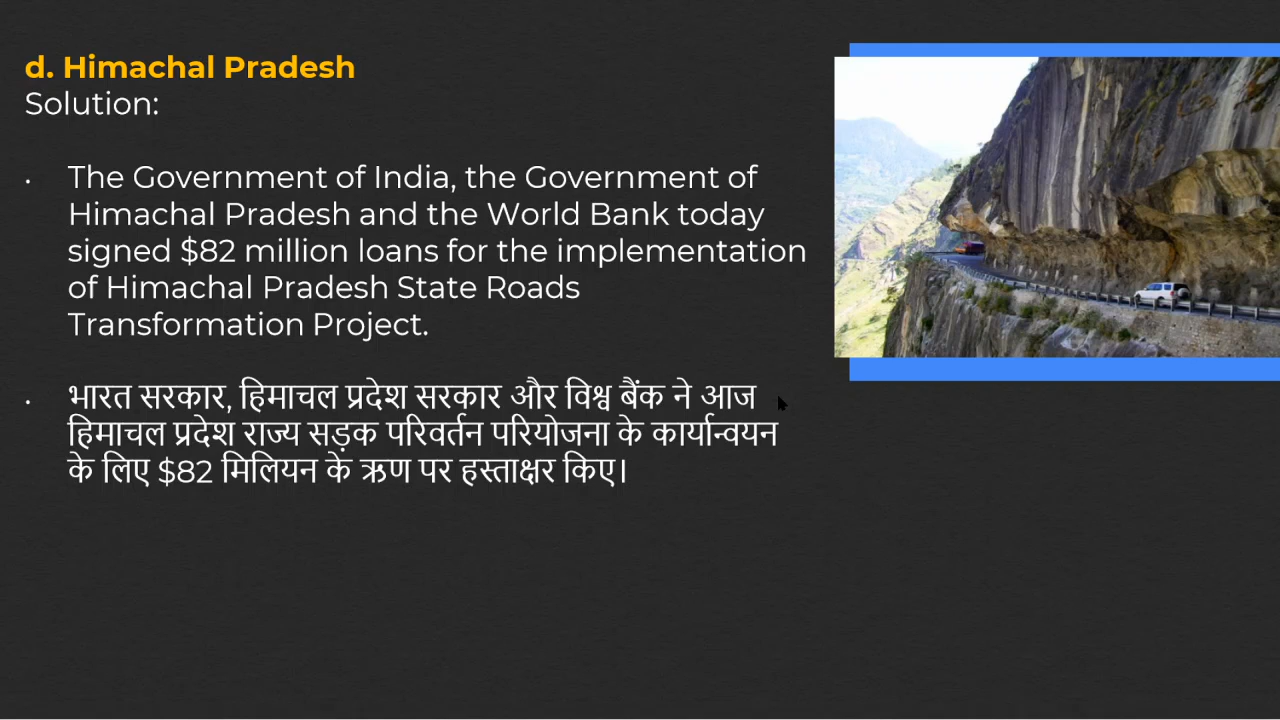 d. Himachal Pradesh
Solution:
• The Government of India, the Government of
Himachal Pradesh and the World Bank today
signed $82 million loans for the implementation
of Himachal Pradesh State Roads
Transformation Project.
• भारत सरकार, हिमाचल प्रदेश सरकार और विश्व बैंक ने आज
हिमाचल प्रदेश राज्य सड़क परिवर्तन परियोजना के कार्यान्वयन
के लिए $82 मिलियन के ऋण पर हस्ताक्षर किए।